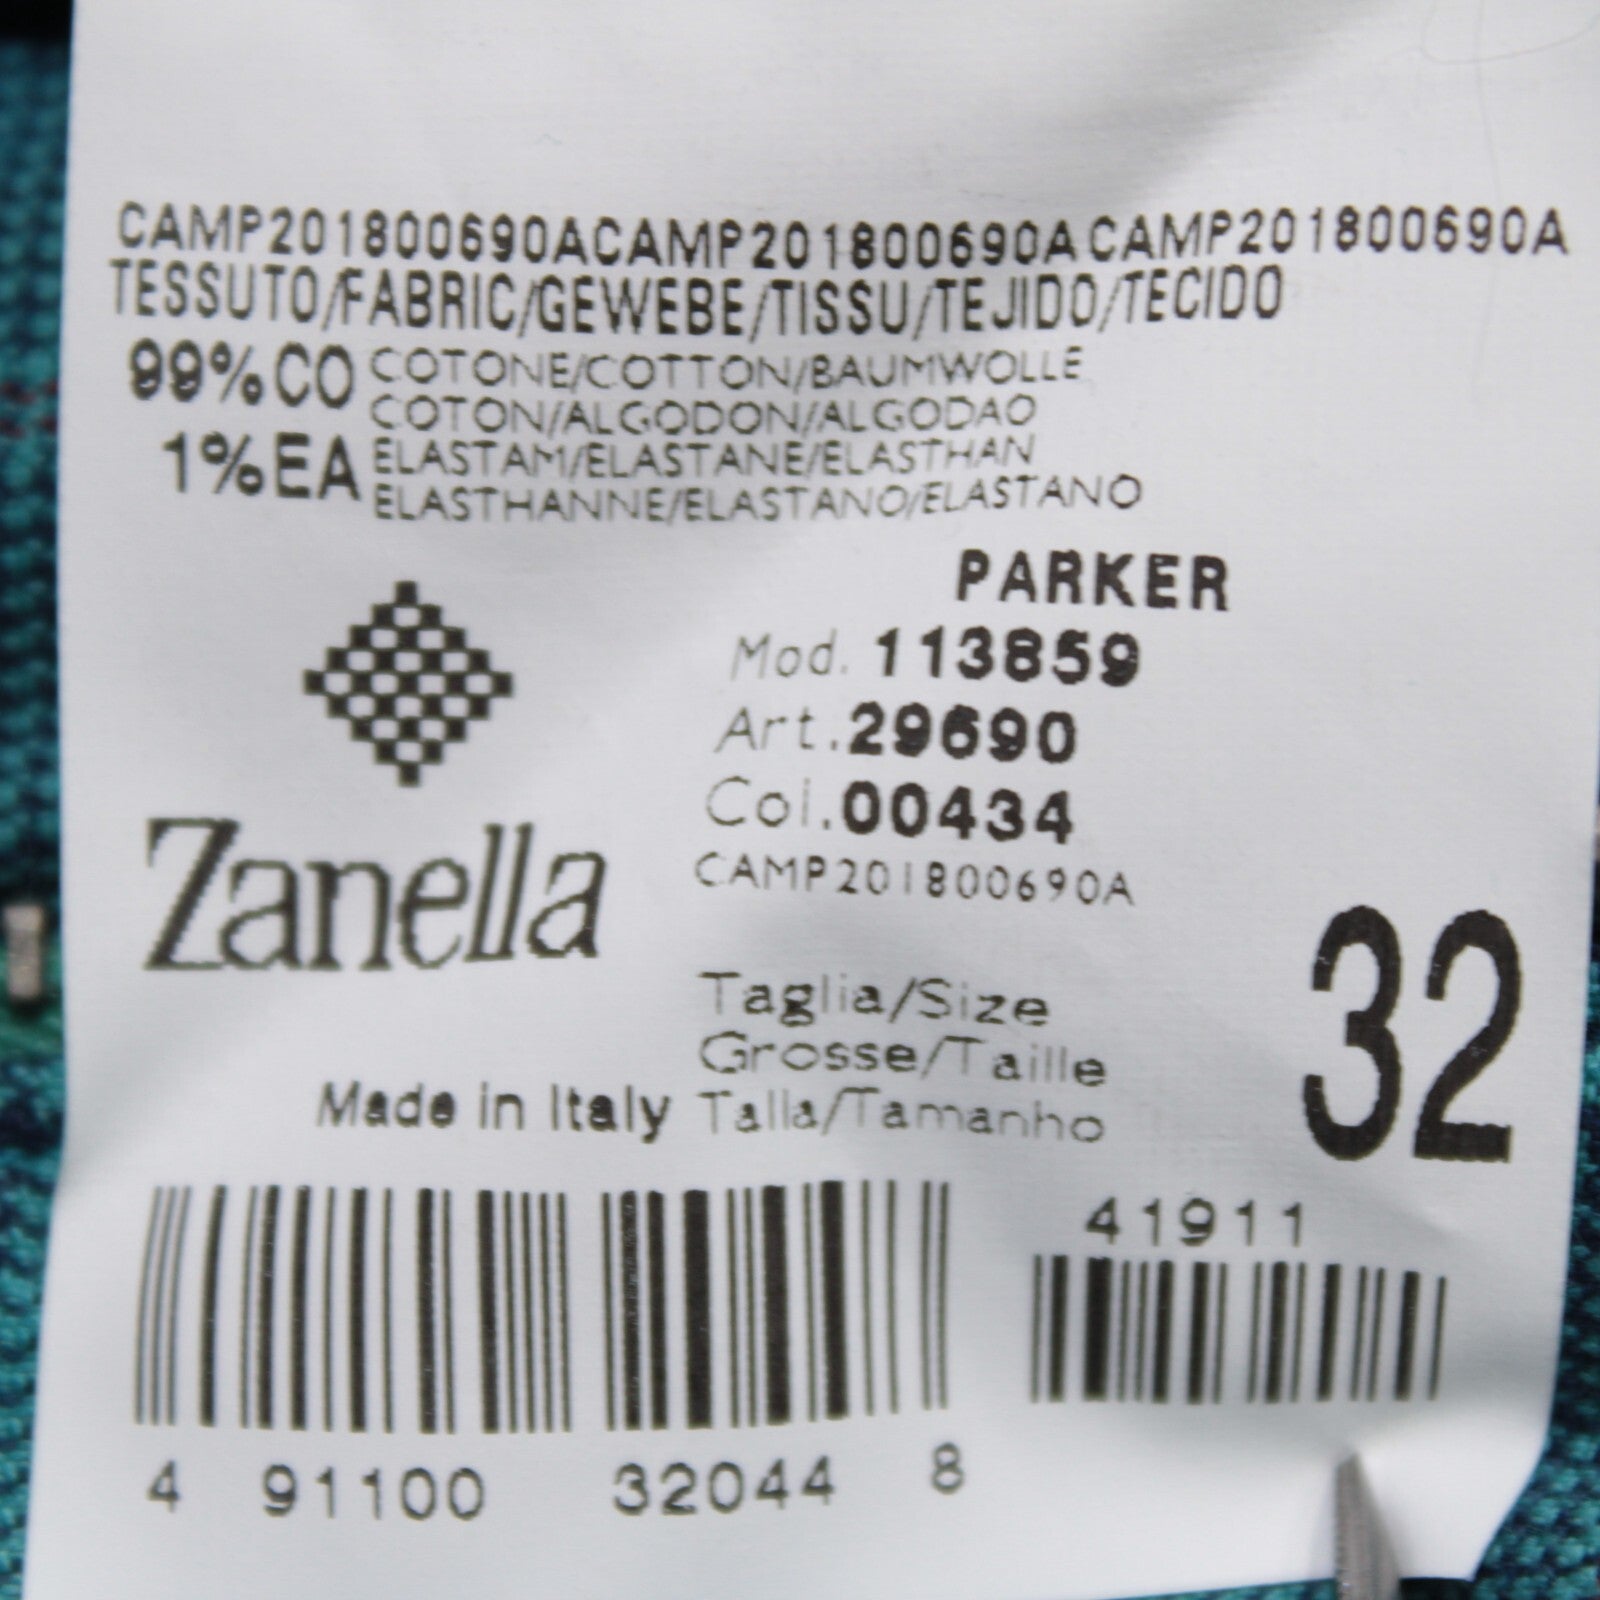 CAMP201800690ACAMP201800690ACAMP201800690A
TESSUTO/FABRIC/GEWEBE/TISSU/TEJIDO/TECIDO
99%CO COTONE/COTTON/BAUMWOLLE
COTON/ALGODON/ALGODAO
1%EA ELASTAM/ELASTANE/ELASTHAN
ELASTHANNE/ELASTANO/ELASTANO
PARKER
Mod. 113859
Art. 29690
Col. 00434
CAMP201800690A
Zanella
32
Taglia/Size
Grosse/Taille
Made in Italy Talla/Tamanho
41911
4 91100 32044 8